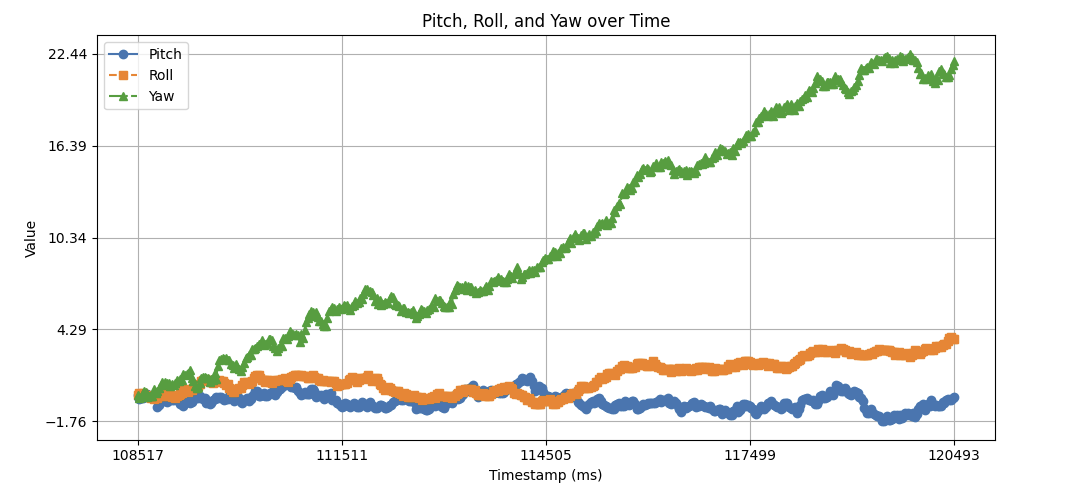 Pitch, Roll, and Yaw over Time
Pitch
Roll
Yaw
22.44
16.39
10.34
4.29
−1.76
Value
108517 111511 114505 117499 120493
Timestamp (ms)